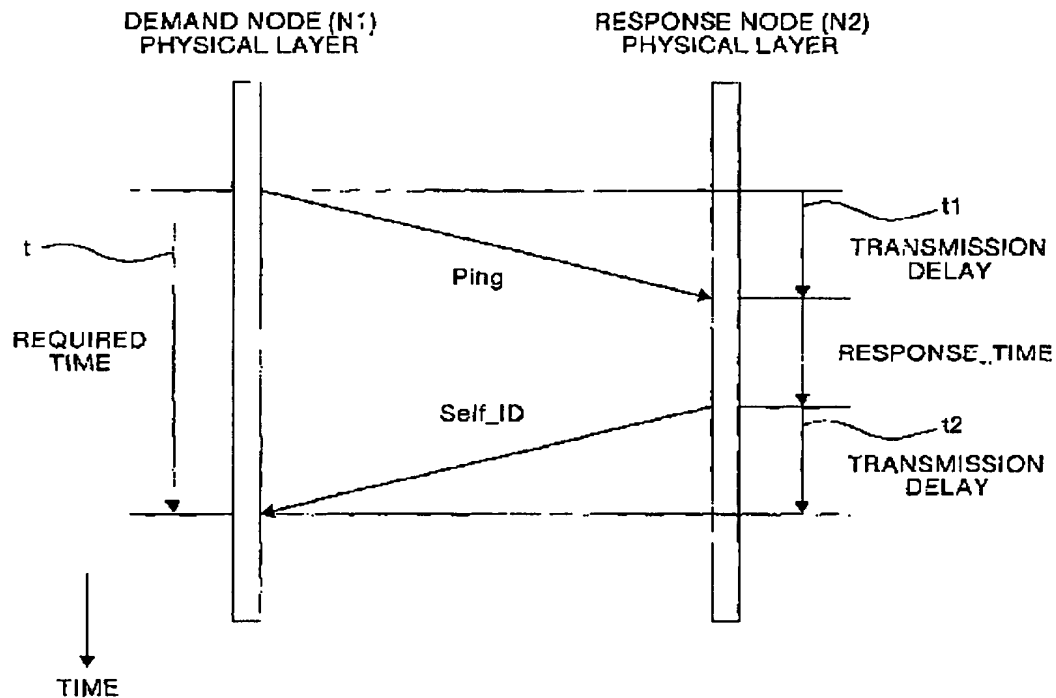 DEMAND NODE (N1)
PHYSICAL LAYER
RESPONSE NODE (N2)
PHYSICAL LAYER
t1
TRANSMISSION
DELAY
t
Ping
REQUIRED
TIME
RESPONSE_TIME
Self_ID
t2
TRANSMISSION
DELAY
TIME